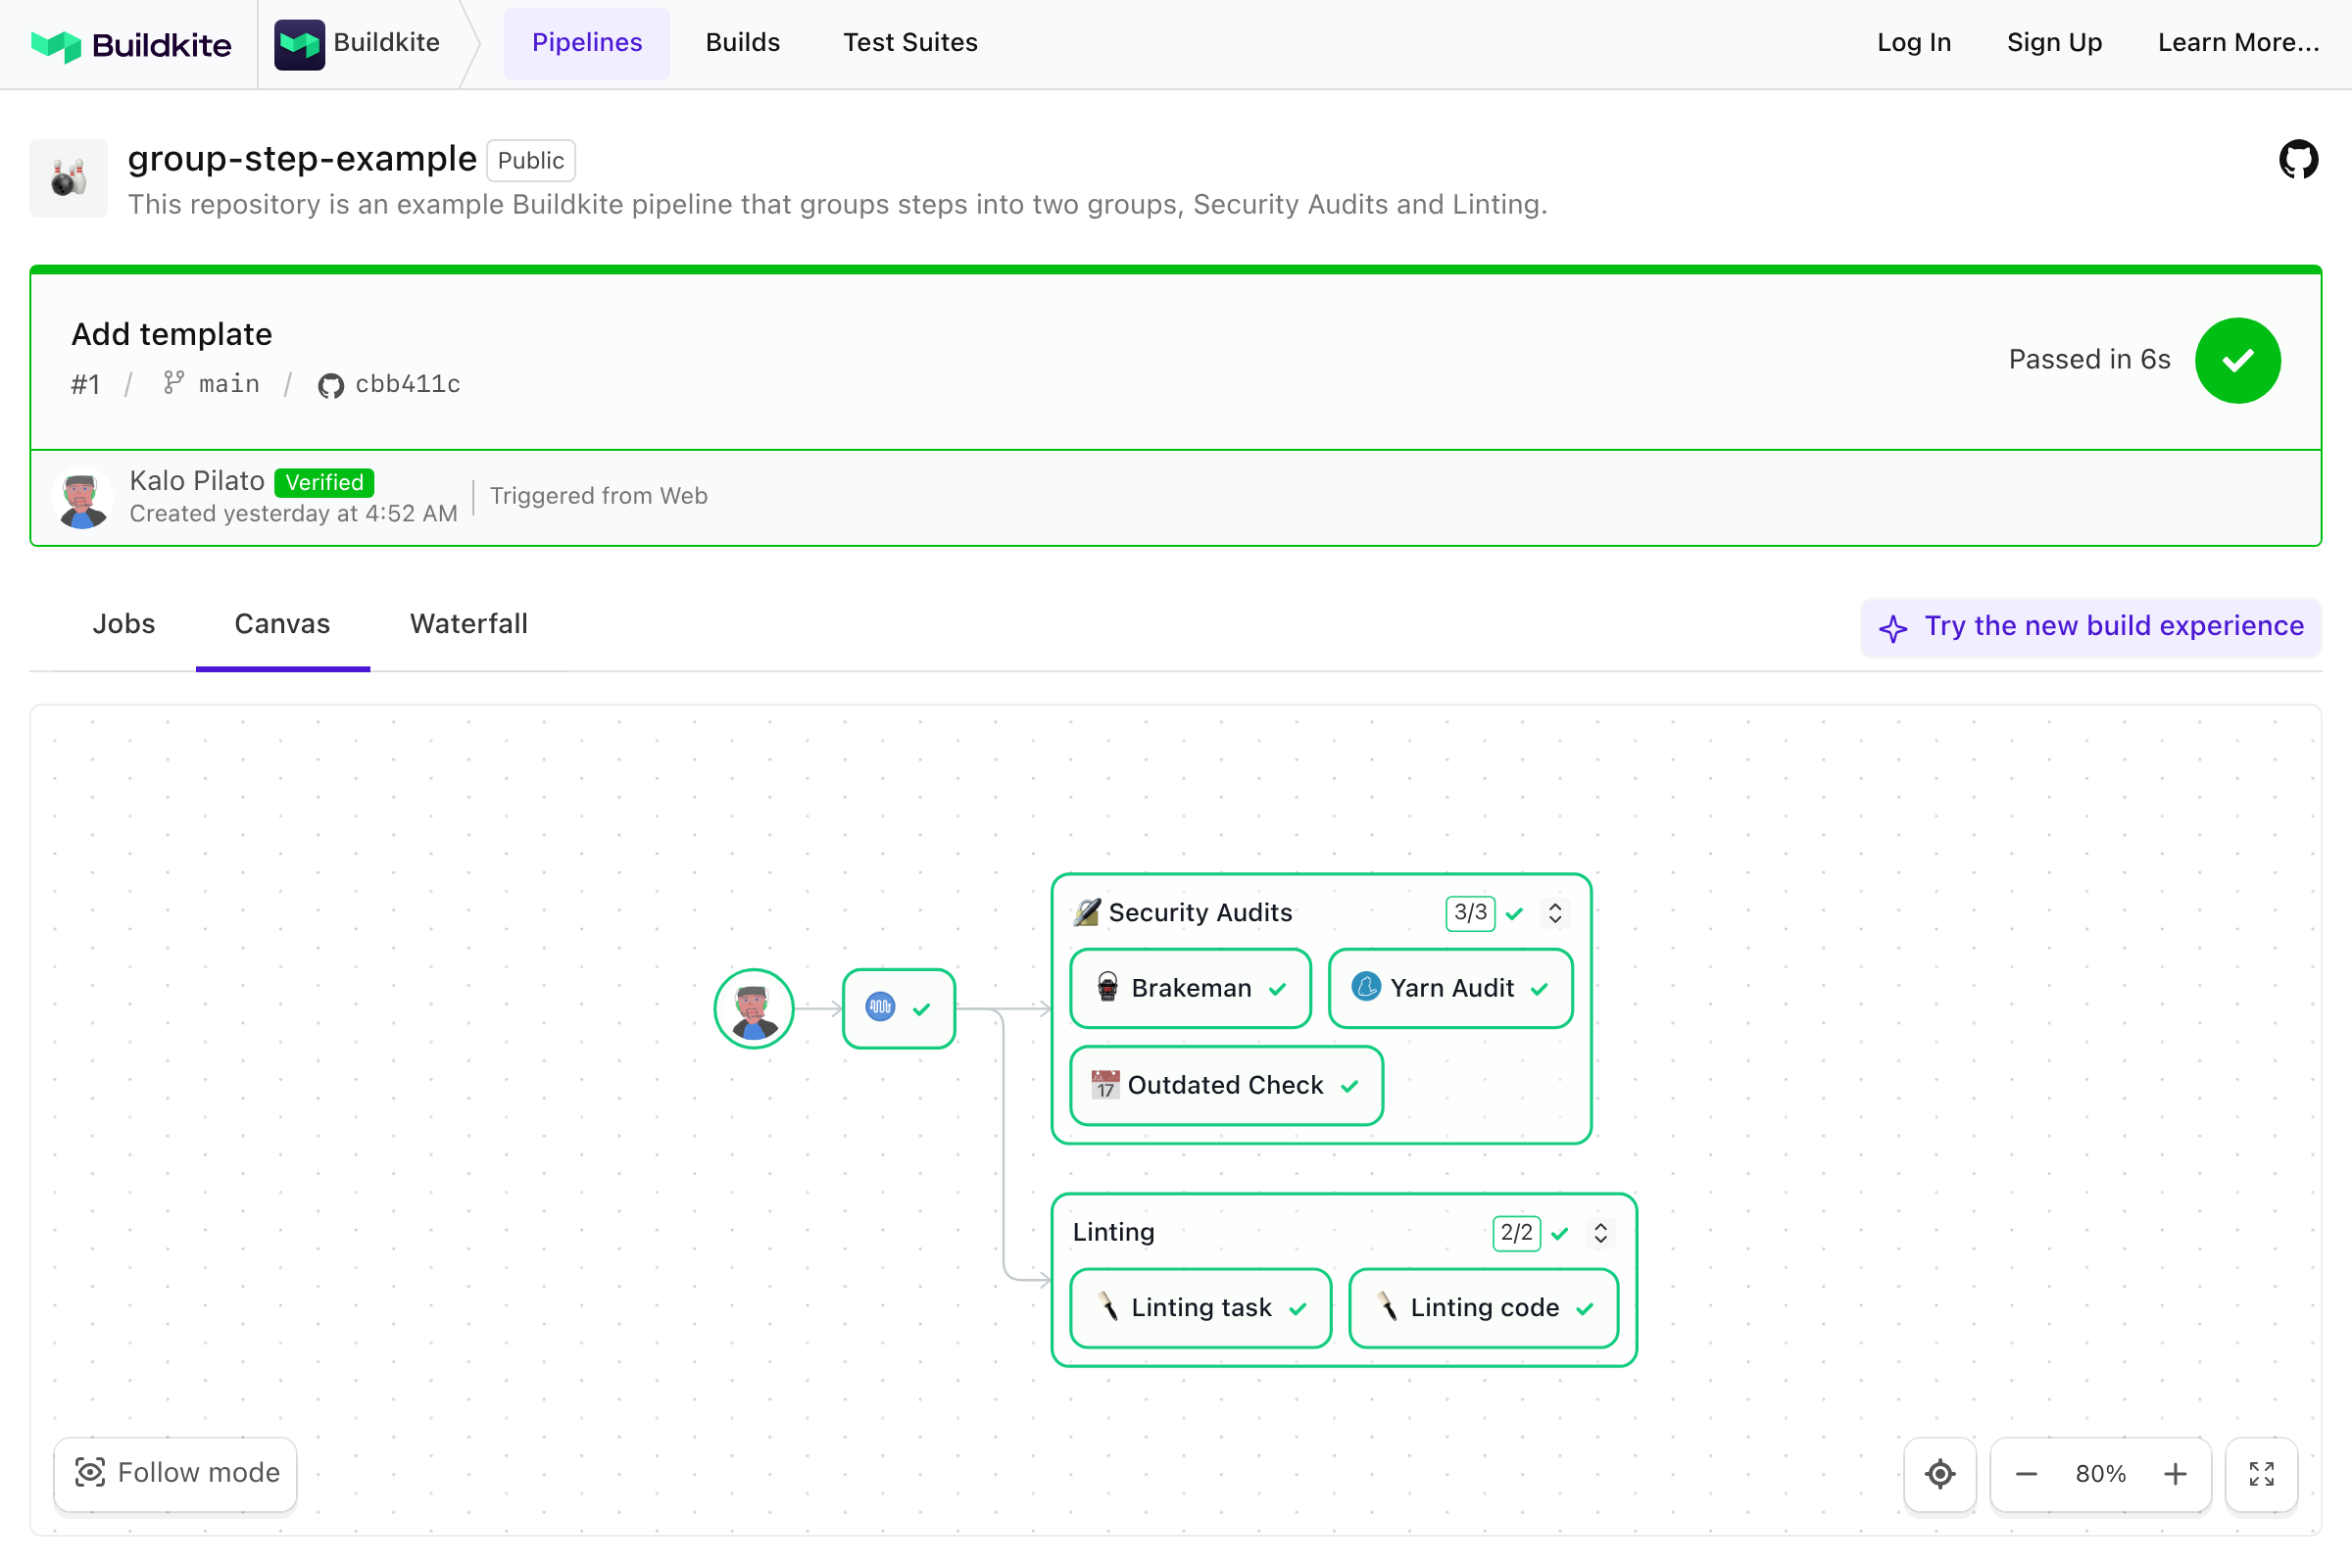 Buildkite
Buildkite
Pipelines
Builds
Test Suites
Log In
Sign Up
Learn More...
group-step-example Public
This repository is an example Buildkite pipeline that groups steps into two groups, Security Audits and Linting.
Add template
#1 / main / cbb411c
Passed in 6s
Kalo Pilato Verified
Created yesterday at 4:52 AM
Triggered from Web
Jobs
Canvas
Waterfall
Try the new build experience
Security Audits 3/3
Brakeman
Yarn Audit
17 Outdated Check
Linting 2/2
Linting task
Linting code
Follow mode
80%